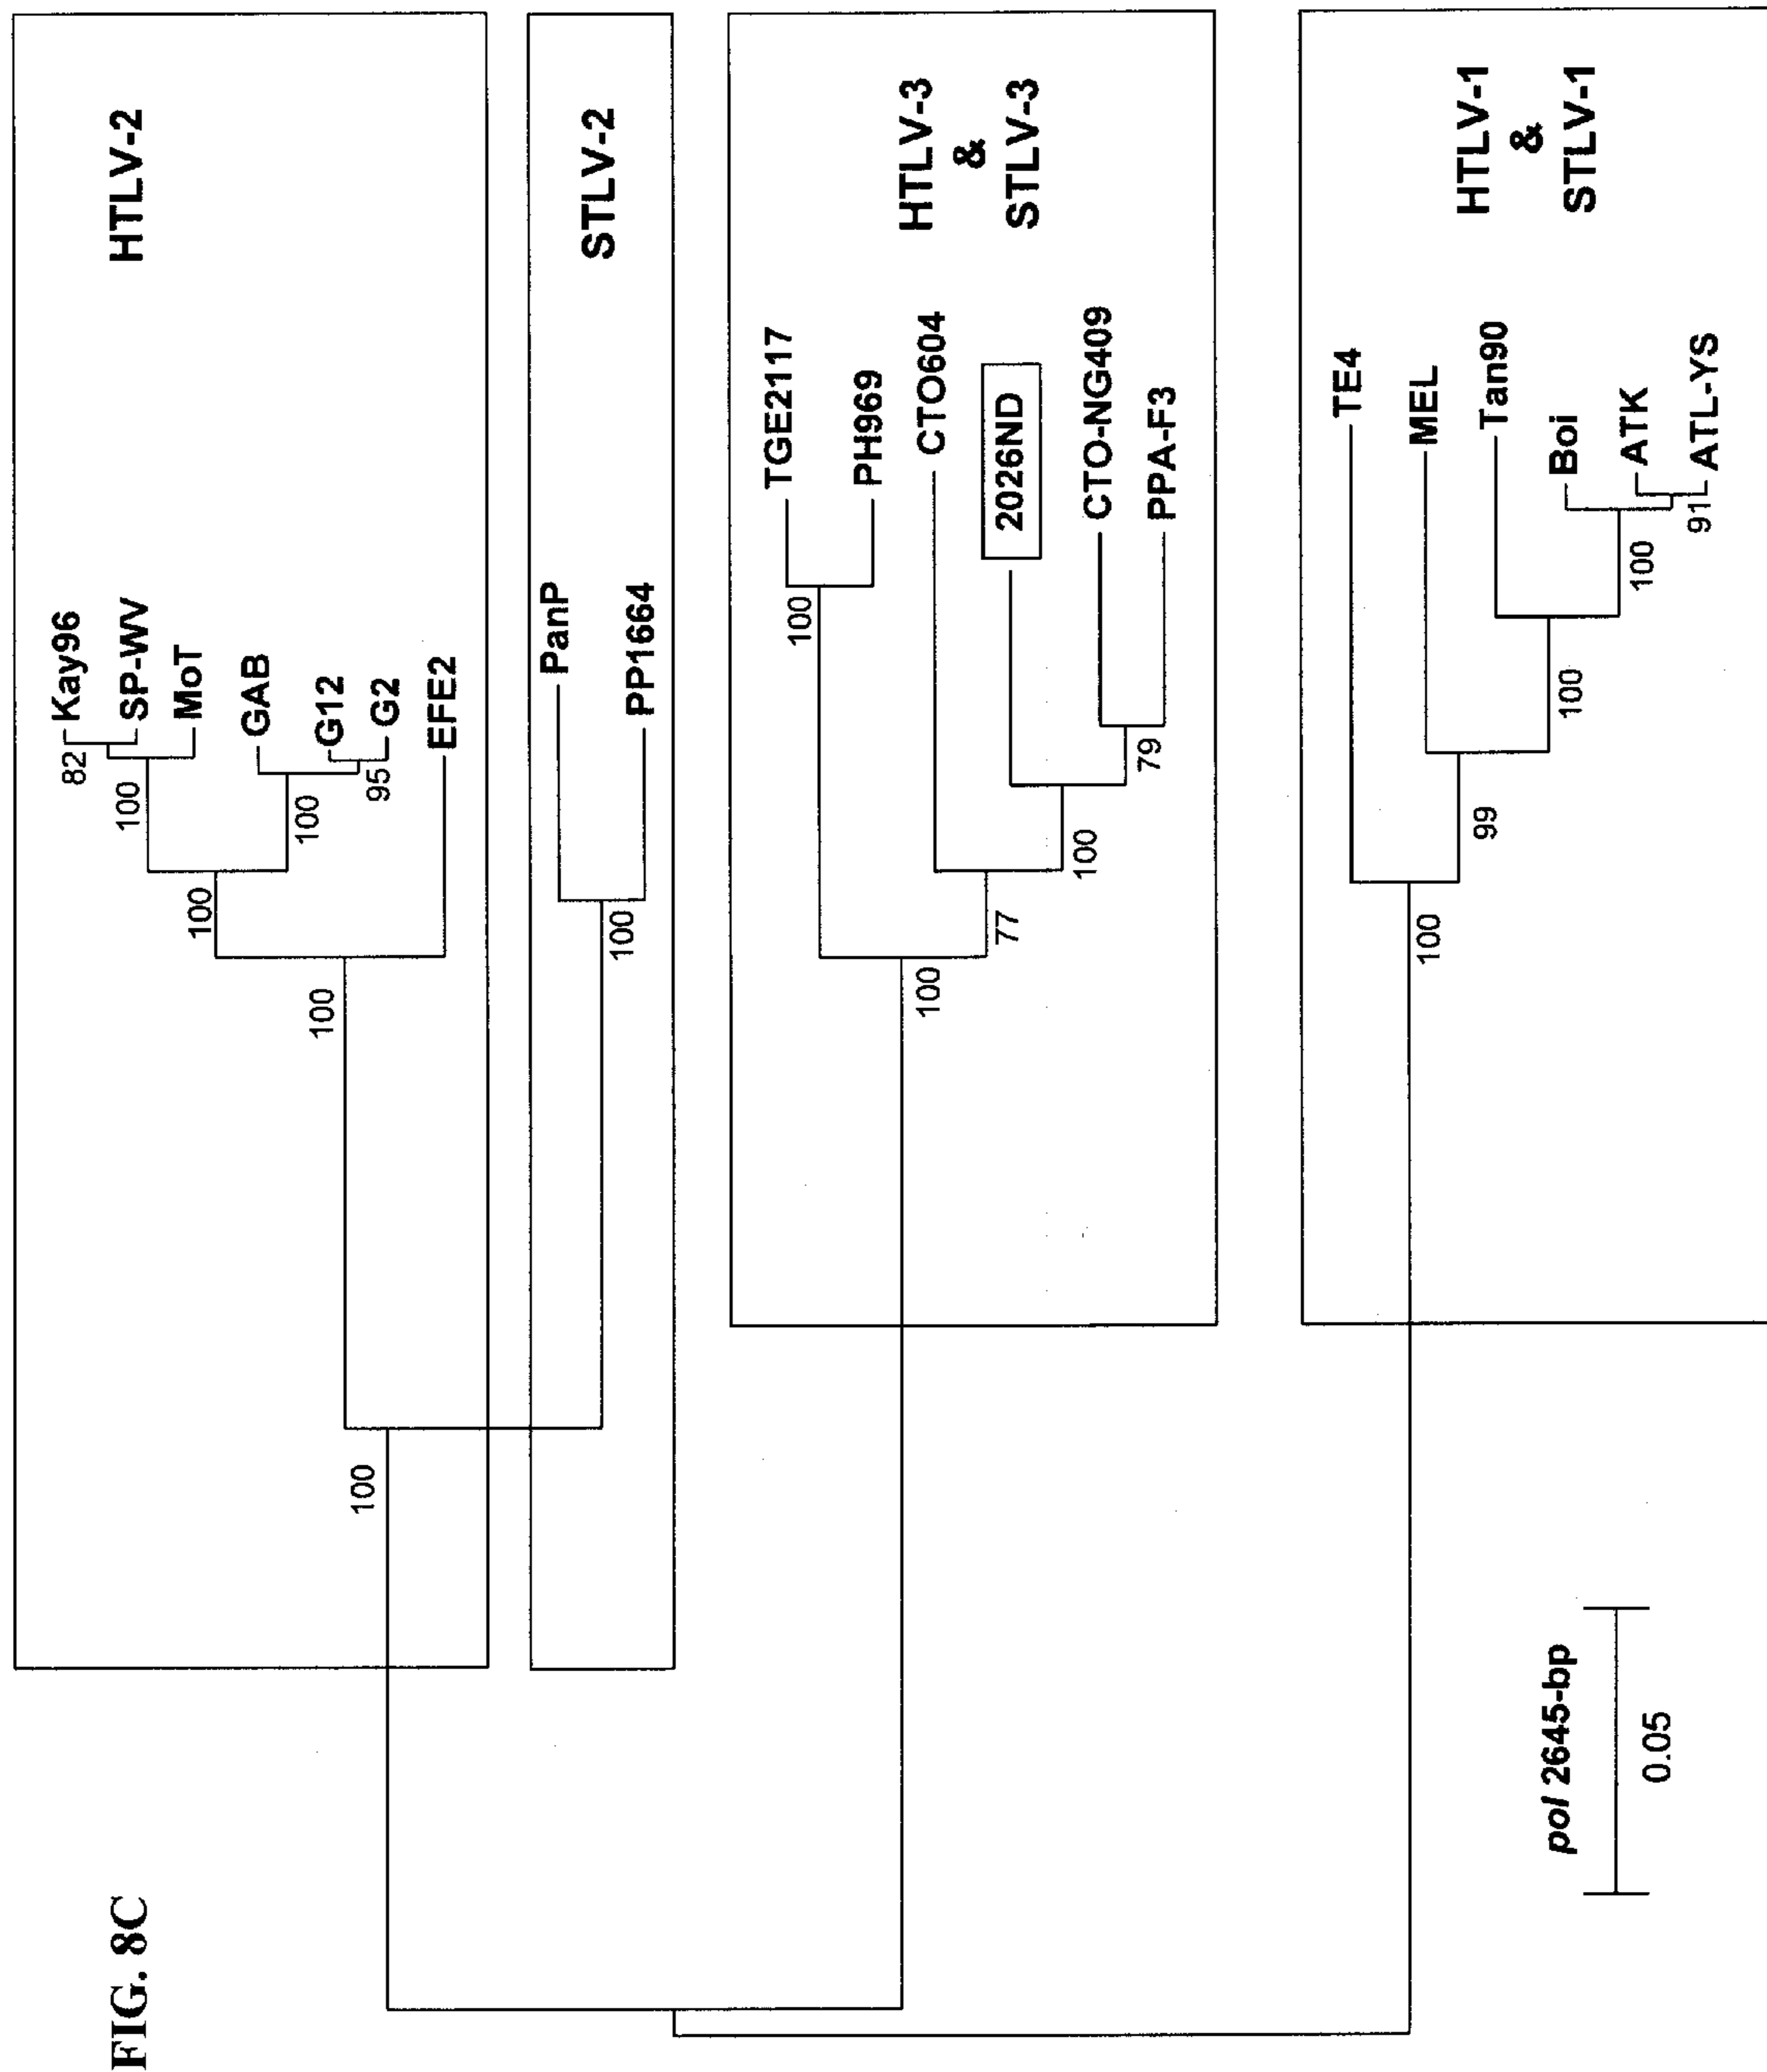 FIG. 8C
Kay96
82
SP-WV
100
MoT
100
GAB
100
G12
95
G2
100
EFE2
HTLV-2
100
PanP
100
PP1664
STLV-2
TGE2117
100
PH969
100
CTO604
77
2026ND
100
CTO-NG409
79
PPA-F3
HTLV-3
&
STLV-3
TE4
100
MEL
99
Tan90
100
Boi
100
ATK
91
ATL-YS
HTLV-1
&
STLV-1
pol 2645-bp
0.05